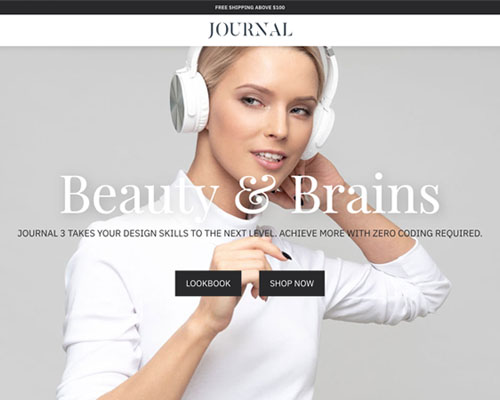 FREE SHIPPING ABOVE $100
JOURNAL
Beauty & Brains
JOURNAL 3 TAKES YOUR DESIGN SKILLS TO THE NEXT LEVEL. ACHIEVE MORE WITH ZERO CODING REQUIRED.
LOOKBOOK
SHOP NOW